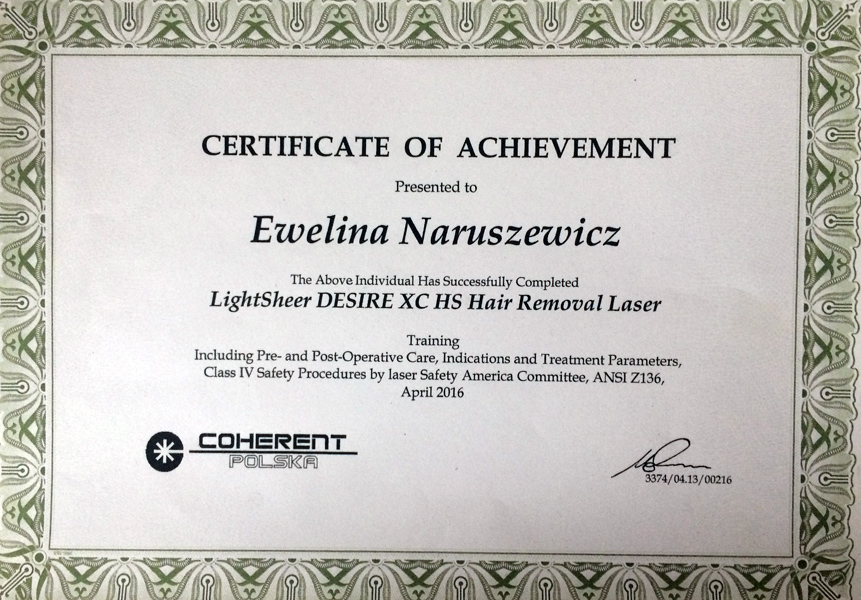 CERTIFICATE OF ACHIEVEMENT
Presented to
Ewelina Naruszewicz
The Above Individual Has Successfully Completed
LightSheer DESIRE XC HS Hair Removal Laser
Training
Including Pre- and Post-Operative Care, Indications and Treatment Parameters,
Class IV Safety Procedures by laser Safety America Committee, ANSI Z136,
April 2016
COHERENT
POLSKA
3374/04.13/00216